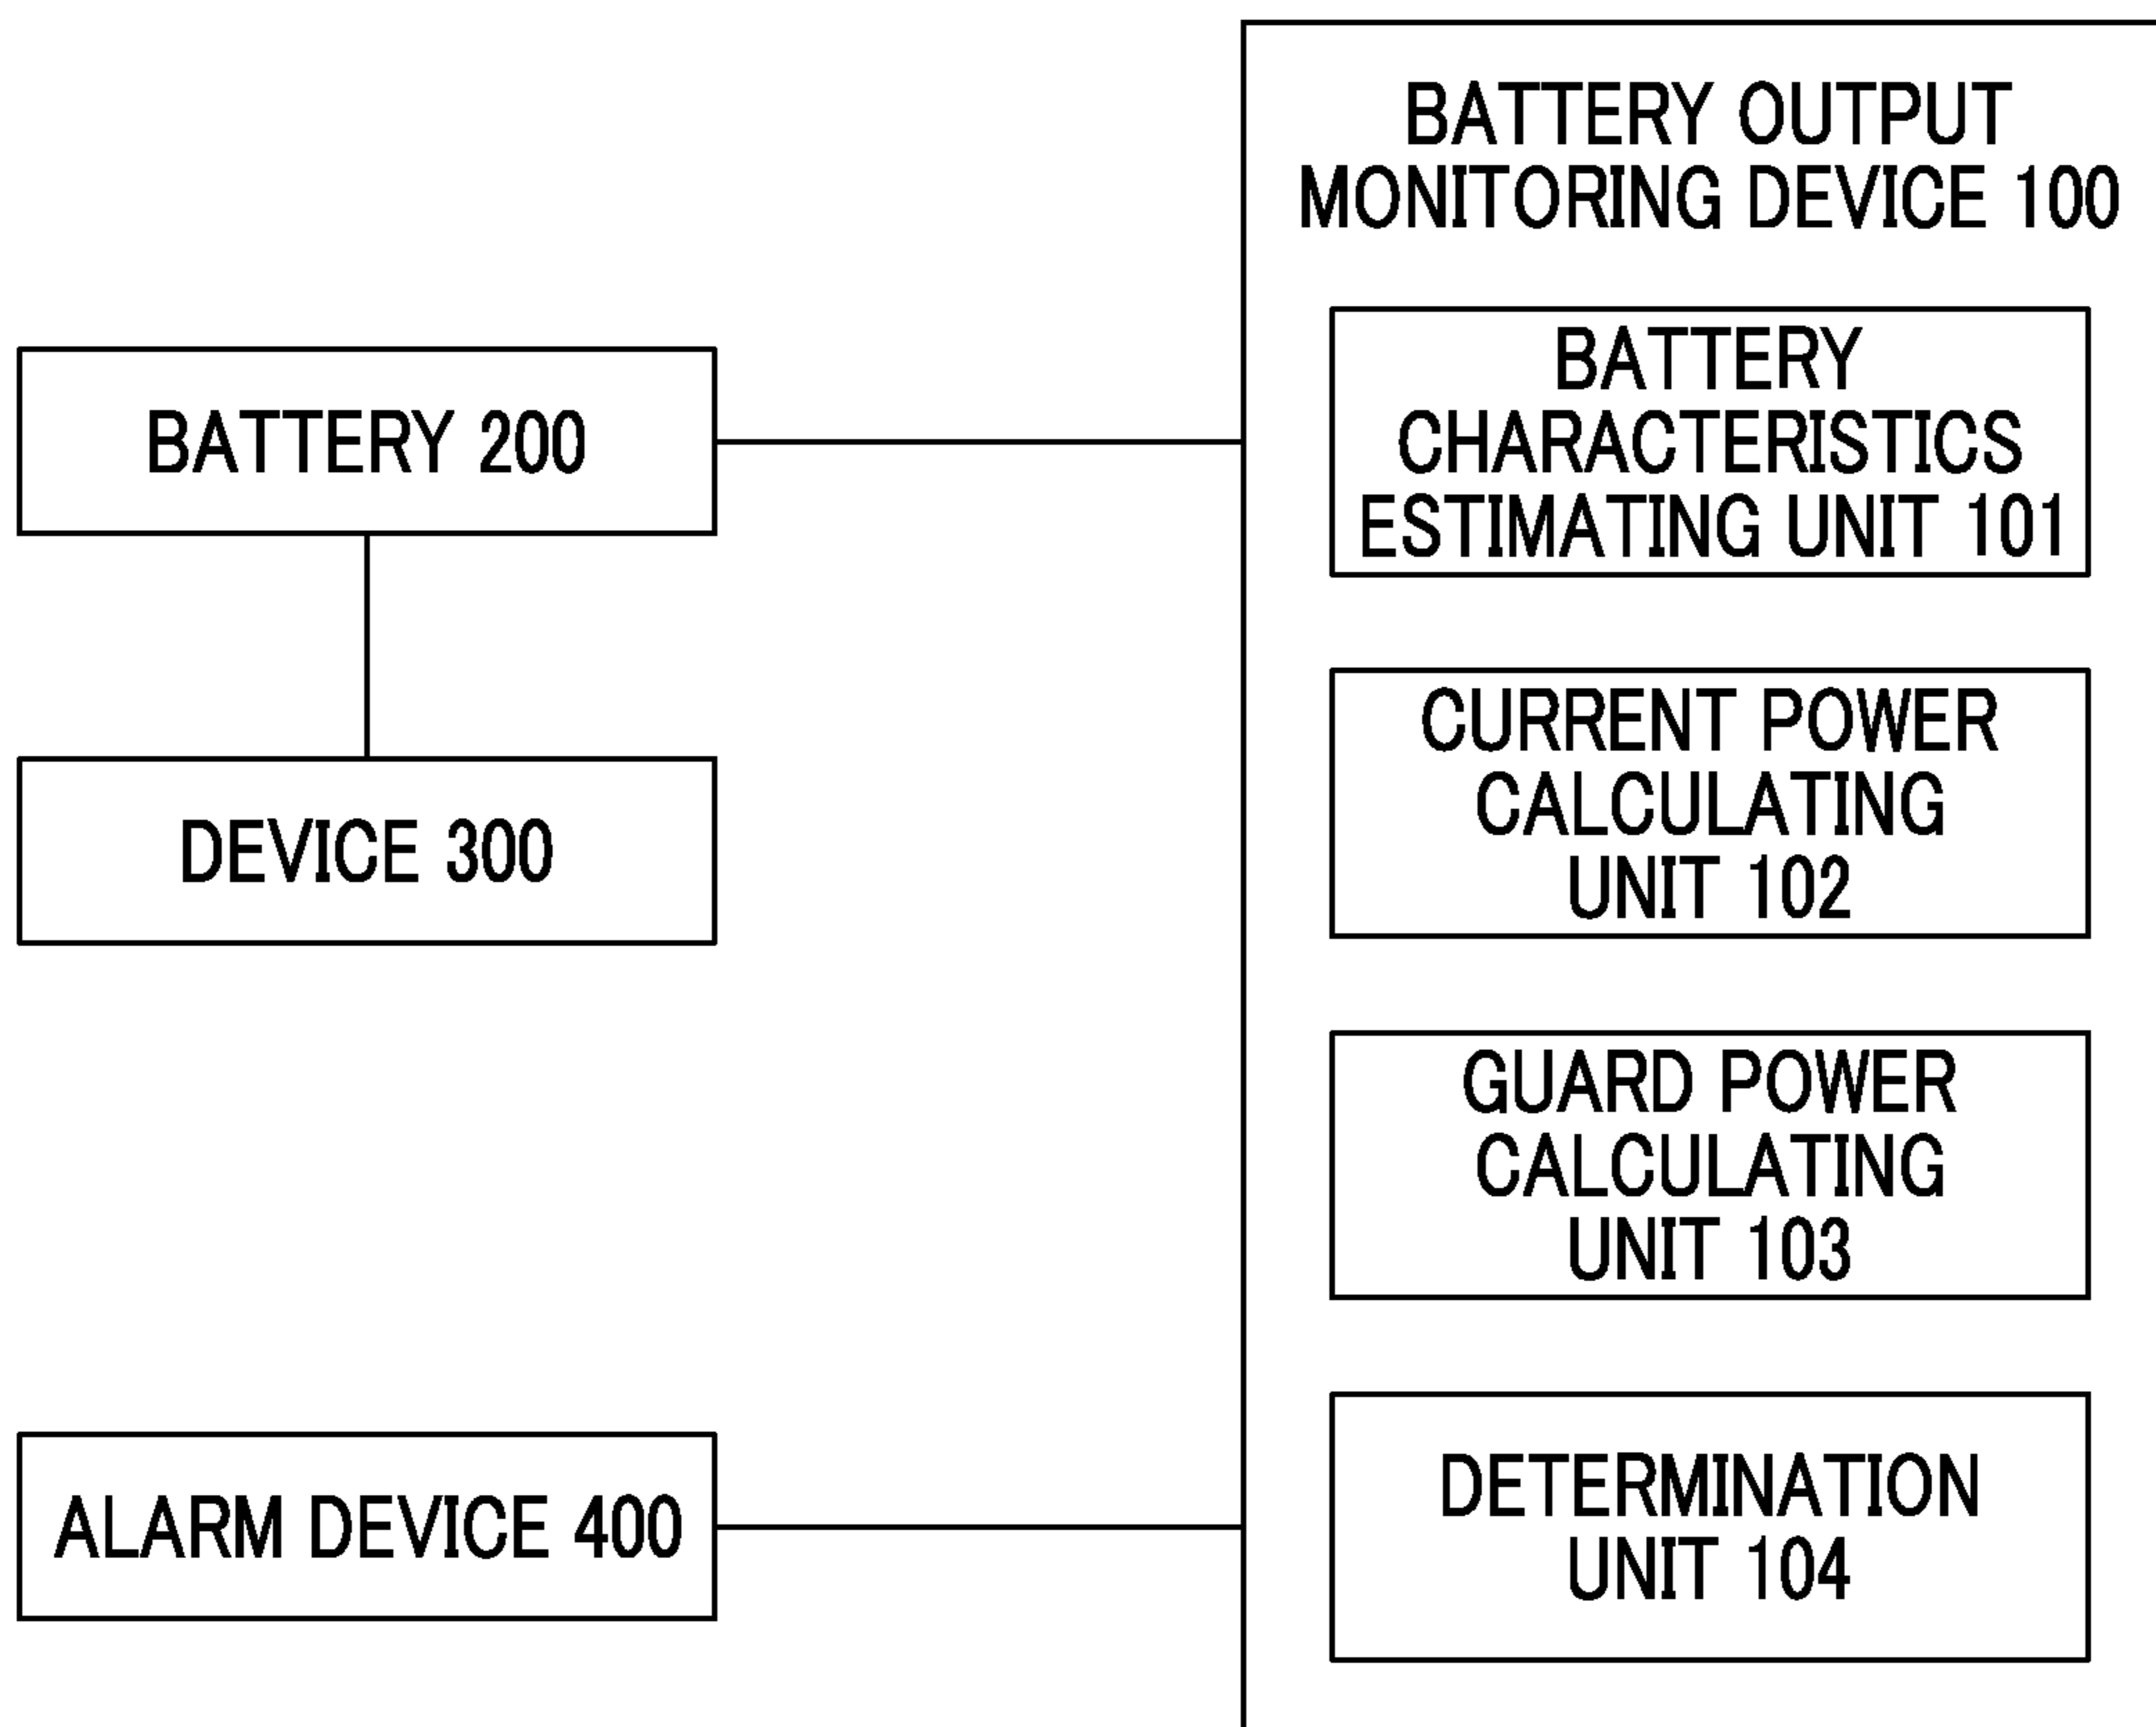 BATTERY OUTPUT
MONITORING DEVICE 100
BATTERY
CHARACTERISTICS
ESTIMATING UNIT 101
BATTERY 200
CURRENT POWER
CALCULATING
UNIT 102
DEVICE 300
GUARD POWER
CALCULATING
UNIT 103
DETERMINATION
UNIT 104
ALARM DEVICE 400